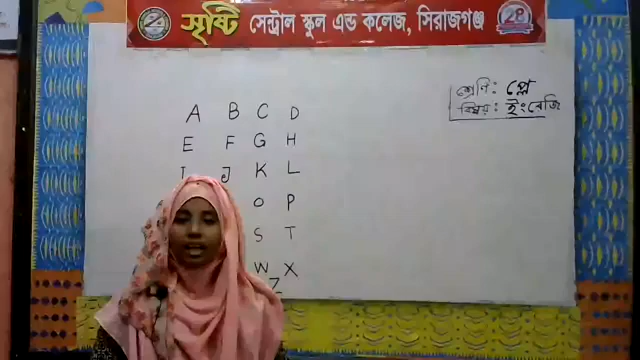 সৃষ্টি সেন্ট্রাল স্কুল এন্ড কলেজ, সিরাজগঞ্জ
শ্রেণি : প্লে
বিষয় : ইংরেজি
A B C D
E F G H
I J K L
O P
S T
W X
Z